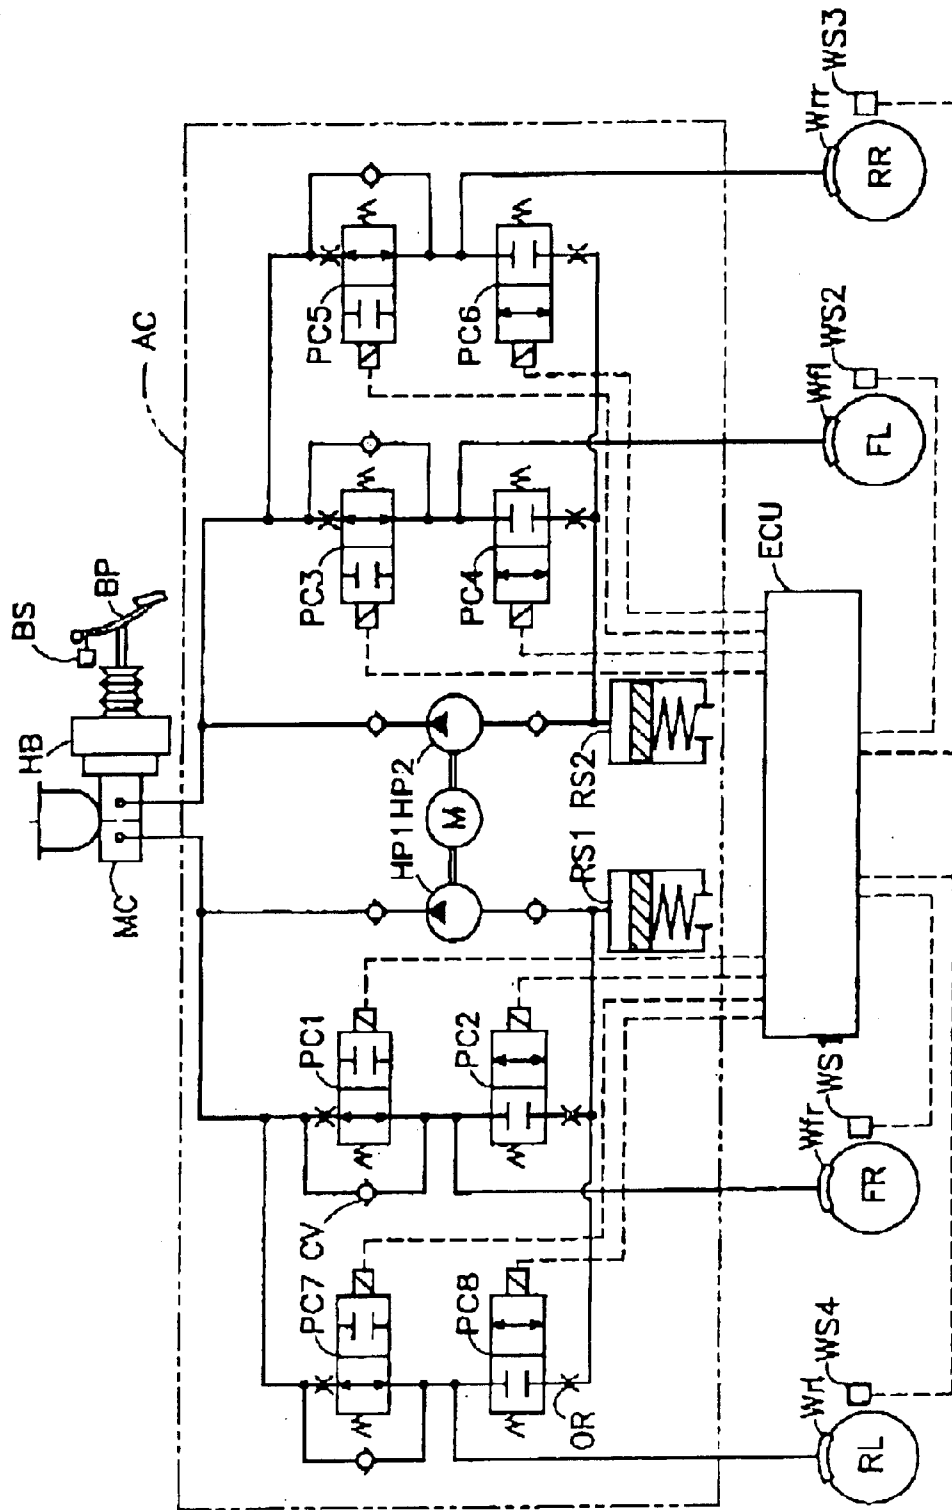 BS
BP
HB
MC
AC
HP1
HP2
M
PC1
PC2
PC3
PC4
PC5
PC6
PC7
PC8
CV
OR
RS1
RS2
ECU
Wrl
WS4
RL
Wfr
WS1
FR
Wfl
WS2
FL
Wrr
WS3
RR